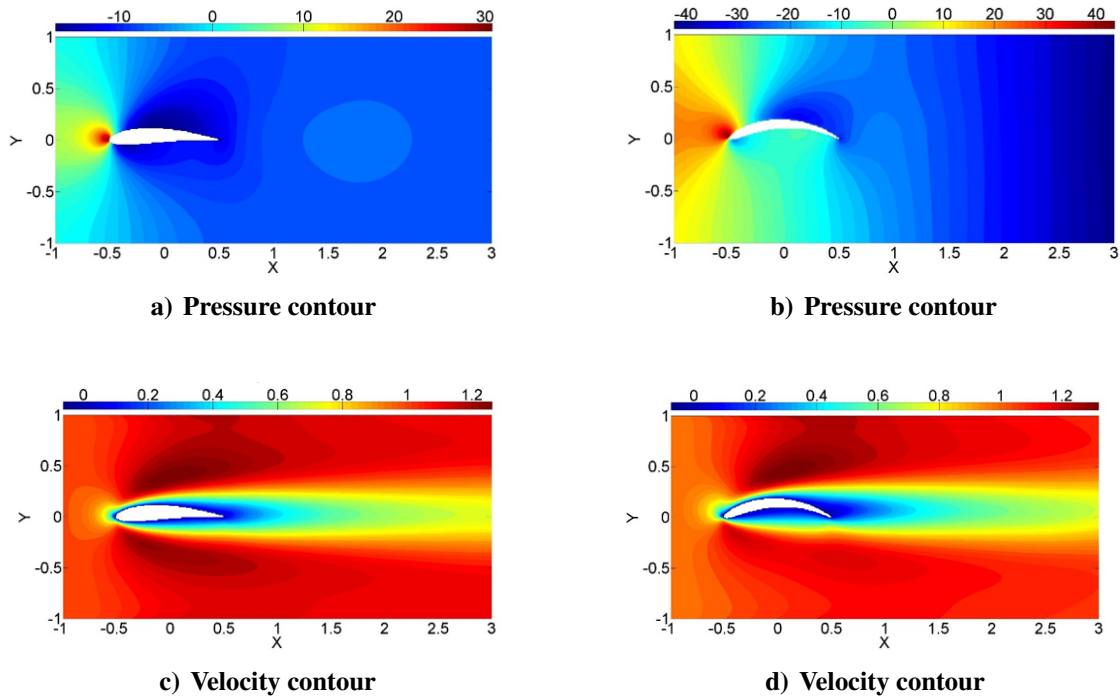 -10 0 10 20 30
1
0.5
Y 0
-0.5
-1
-1 -0.5 0 0.5 1 1.5 2 2.5 3
X
a) Pressure contour
-40 -30 -20 -10 0 10 20 30 40
1
0.5
Y 0
-0.5
-1
-1 -0.5 0 0.5 1 1.5 2 2.5 3
X
b) Pressure contour
0 0.2 0.4 0.6 0.8 1 1.2
1
0.5
Y 0
-0.5
-1
-1 -0.5 0 0.5 1 1.5 2 2.5 3
X
c) Velocity contour
0 0.2 0.4 0.6 0.8 1 1.2
1
0.5
Y 0
-0.5
-1
-1 -0.5 0 0.5 1 1.5 2 2.5 3
X
d) Velocity contour